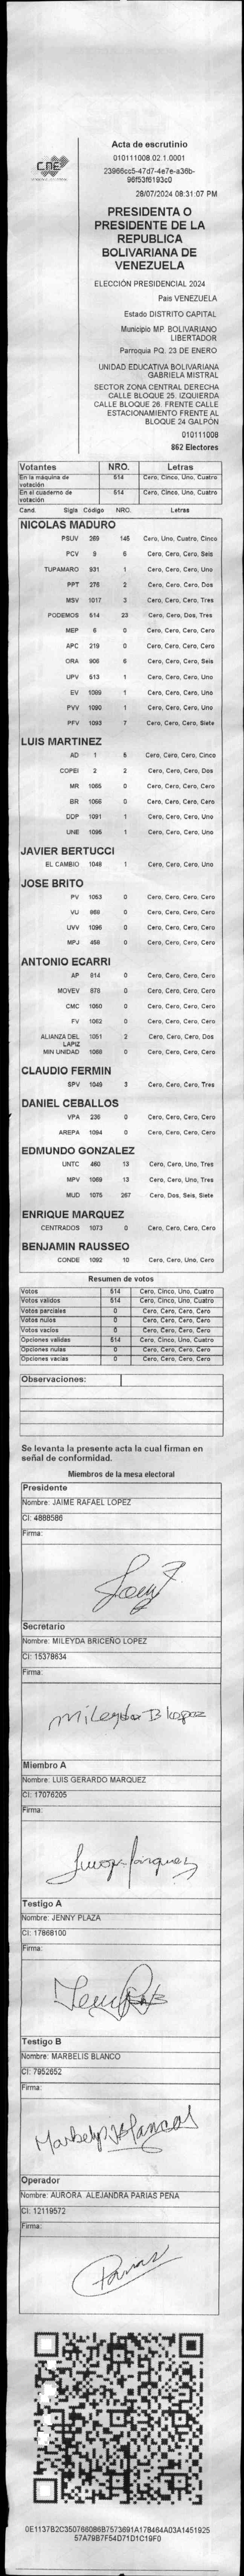 CNE
Acta de escrutinio
010111008.02.1.0001
23966cc5-47d7-4e7e-a36b-
96f53f6193c0
28/07/2024 08:31:07 PM
PRESIDENTA O
PRESIDENTE DE LA
REPUBLICA
BOLIVARIANA DE
VENEZUELA
ELECCIÓN PRESIDENCIAL 2024
Pais VENEZUELA
Estado DISTRITO CAPITAL
Municipio MP. BOLIVARIANO
LIBERTADOR
Parroquia PQ. 23 DE ENERO
UNIDAD EDUCATIVA BOLIVARIANA
GABRIELA MISTRAL
SECTOR ZONA CENTRAL DERECHA
CALLE BLOQUE 25. IZQUIERDA
CALLE BLOQUE 26. FRENTE CALLE
ESTACIONAMIENTO FRENTE AL
BLOQUE 24 GALPÓN
010111008
862 Electores
Votantes NRO. Letras
En la máquina de votación 514 Cero, Cinco, Uno, Cuatro
En el cuaderno de votación 514 Cero, Cinco, Uno, Cuatro
Cand. Sigla Código NRO. Letras
NICOLAS MADURO
PSUV 269 145 Cero, Uno, Cuatro, Cinco
PCV 9 6 Cero, Cero, Cero, Seis
TUPAMARO 931 1 Cero, Cero, Cero, Uno
PPT 276 2 Cero, Cero, Cero, Dos
MSV 1017 3 Cero, Cero, Cero, Tres
PODEMOS 514 23 Cero, Cero, Dos, Tres
MEP 6 0 Cero, Cero, Cero, Cero
APC 219 0 Cero, Cero, Cero, Cero
ORA 906 6 Cero, Cero, Cero, Seis
UPV 513 1 Cero, Cero, Cero, Uno
EV 1089 1 Cero, Cero, Cero, Uno
PVV 1090 1 Cero, Cero, Cero, Uno
PFV 1093 7 Cero, Cero, Cero, Siete
LUIS MARTINEZ
AD 1 5 Cero, Cero, Cero, Cinco
COPEI 2 2 Cero, Cero, Cero, Dos
MR 1065 0 Cero, Cero, Cero, Cero
BR 1066 0 Cero, Cero, Cero, Cero
DDP 1091 1 Cero, Cero, Cero, Uno
UNE 1095 1 Cero, Cero, Cero, Uno
JAVIER BERTUCCI
EL CAMBIO 1048 1 Cero, Cero, Cero, Uno
JOSE BRITO
PV 1053 0 Cero, Cero, Cero, Cero
VU 868 0 Cero, Cero, Cero, Cero
UVV 1096 0 Cero, Cero, Cero, Cero
MPJ 456 0 Cero, Cero, Cero, Cero
ANTONIO ECARRI
AP 914 0 Cero, Cero, Cero, Cero
MOVEV 678 0 Cero, Cero, Cero, Cero
CMC 1050 0 Cero, Cero, Cero, Cero
FV 1062 0 Cero, Cero, Cero, Cero
ALIANZA DEL LAPIZ 1051 2 Cero, Cero, Cero, Dos
MIN UNIDAD 1068 0 Cero, Cero, Cero, Cero
CLAUDIO FERMIN
SPV 1049 3 Cero, Cero, Cero, Tres
DANIEL CEBALLOS
VPA 236 0 Cero, Cero, Cero, Cero
AREPA 1094 0 Cero, Cero, Cero, Cero
EDMUNDO GONZALEZ
UNTC 460 13 Cero, Cero, Uno, Tres
MPV 1069 13 Cero, Cero, Uno, Tres
MUD 1075 267 Cero, Dos, Seis, Siete
ENRIQUE MARQUEZ
CENTRADOS 1073 0 Cero, Cero, Cero, Cero
BENJAMIN RAUSSEO
CONDE 1092 10 Cero, Cero, Uno, Cero
Resumen de votos
Votos 514 Cero, Cinco, Uno, Cuatro
Votos validos 514 Cero, Cinco, Uno, Cuatro
Votos parciales 0 Cero, Cero, Cero, Cero
Votos nulos 0 Cero, Cero, Cero, Cero
Votos vacios 0 Cero, Cero, Cero, Cero
Opciones validas 514 Cero, Cinco, Uno, Cuatro
Opciones nulas 0 Cero, Cero, Cero, Cero
Opciones vacias 0 Cero, Cero, Cero, Cero
Observaciones:
Se levanta la presente acta la cual firman en
señal de conformidad.
Miembros de la mesa electoral
Presidente
Nombre: JAIME RAFAEL LOPEZ
CI: 4888586
Firma:
Secretario
Nombre: MILEYDA BRICEÑO LOPEZ
CI: 15378634
Firma:
Mileyda B lopez
Miembro A
Nombre: LUIS GERARDO MARQUEZ
CI: 17076205
Firma:
Testigo A
Nombre: JENNY PLAZA
CI: 17868100
Firma:
Testigo B
Nombre: MARBELIS BLANCO
CI: 7952652
Firma:
Marbelys Blanco
Operador
Nombre: AURORA ALEJANDRA PARIAS PEÑA
CI: 12119572
Firma:
Parias
0E1137B2C350766086B7573691A17B464A03A1451925
57A79B7F54D71D1C19F0